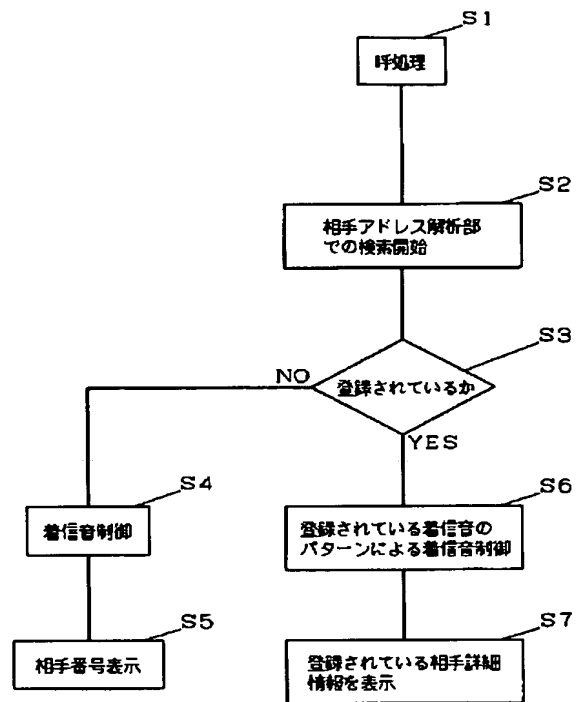 S1
呼処理
S2
相手アドレス解析部
での検索開始
S3
登録されているか
NO
YES
S4
着信音制御
S5
相手番号表示
S6
登録されている着信音の
パターンによる着信音制御
S7
登録されている相手詳細
情報を表示